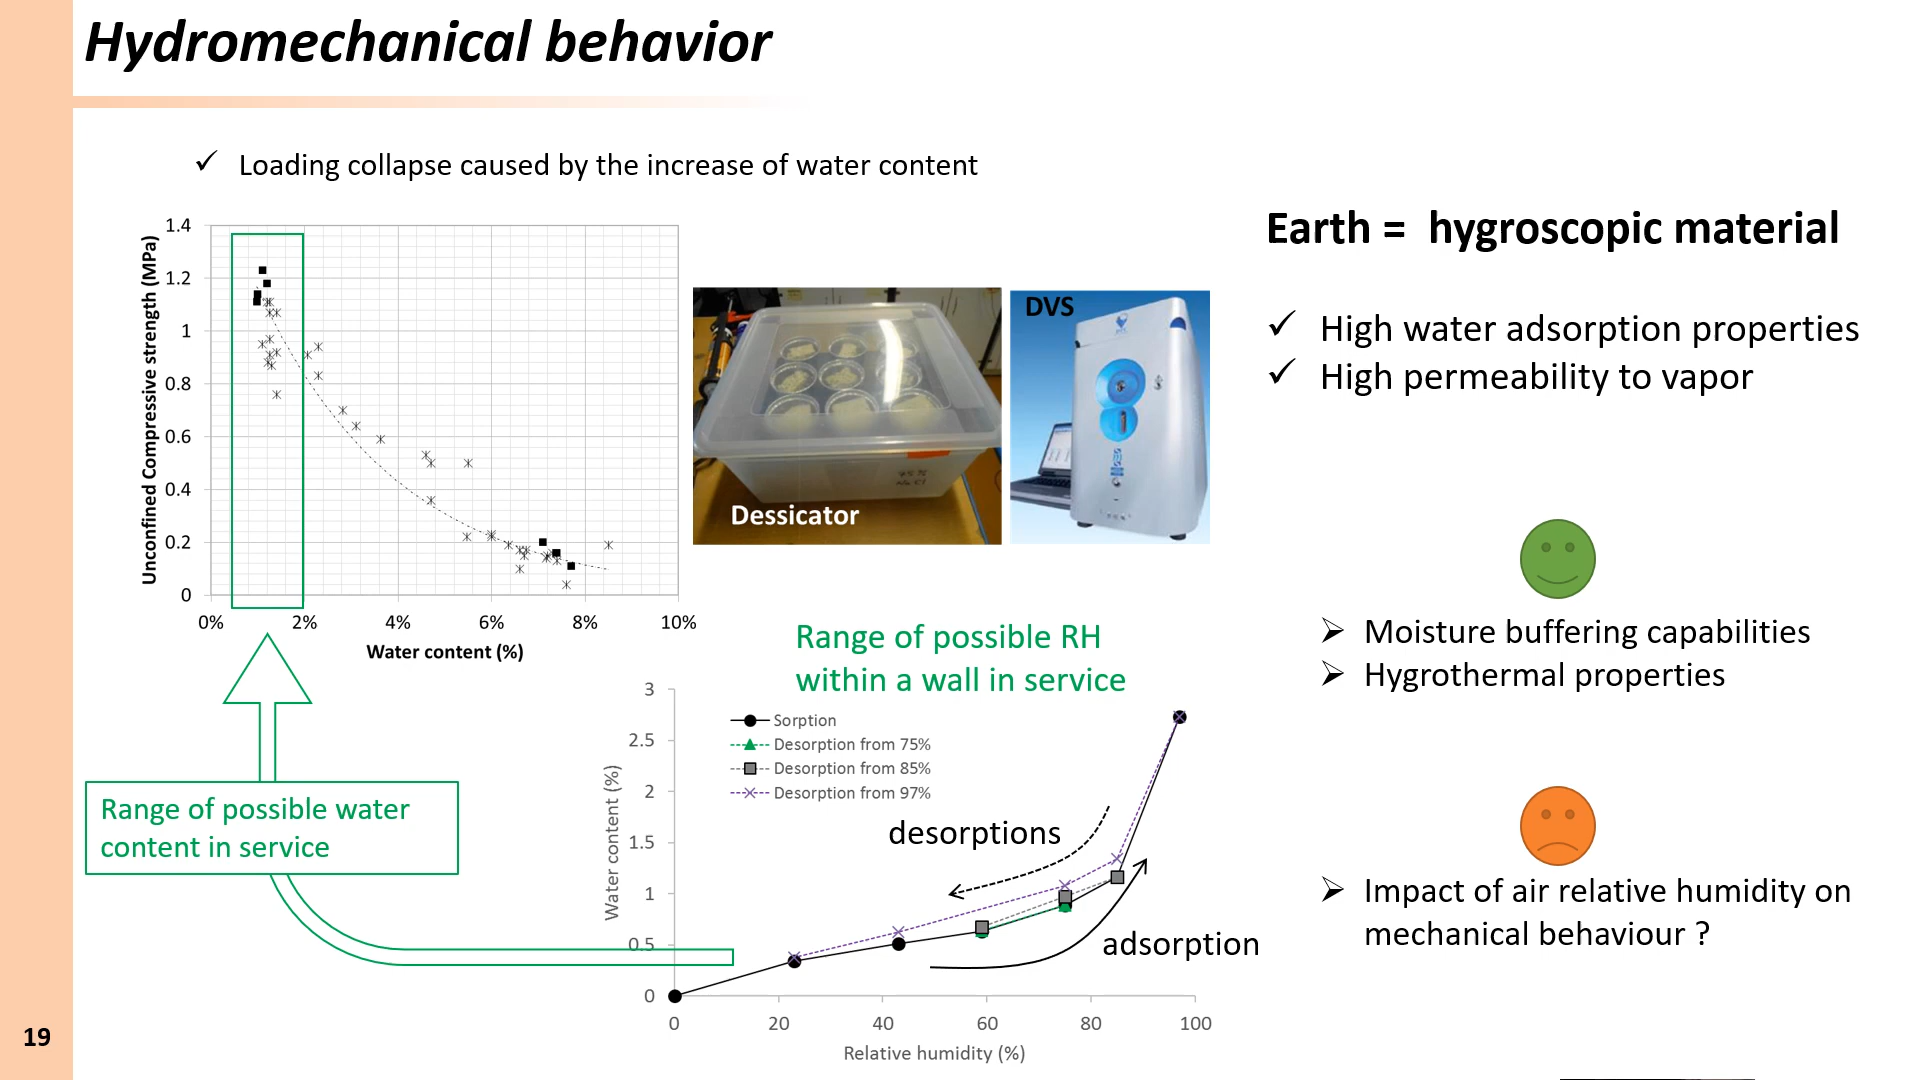 Hydromechanical behavior
✓ Loading collapse caused by the increase of water content
Unconfined Compressive strength (MPa)
1.4
1.2
1
0.8
0.6
0.4
0.2
0
0% 2% 4% 6% 8% 10%
Water content (%)
Dessicator
DVS
Earth = hygroscopic material
✓ High water adsorption properties
✓ High permeability to vapor
➢ Moisture buffering capabilities
➢ Hygrothermal properties
➢ Impact of air relative humidity on
mechanical behaviour ?
Range of possible water
content in service
Range of possible RH
within a wall in service
Water content (%)
3
2.5
2
1.5
1
0.5
0
Sorption
Desorption from 75%
Desorption from 85%
Desorption from 97%
desorptions
adsorption
0 20 40 60 80 100
Relative humidity (%)
19